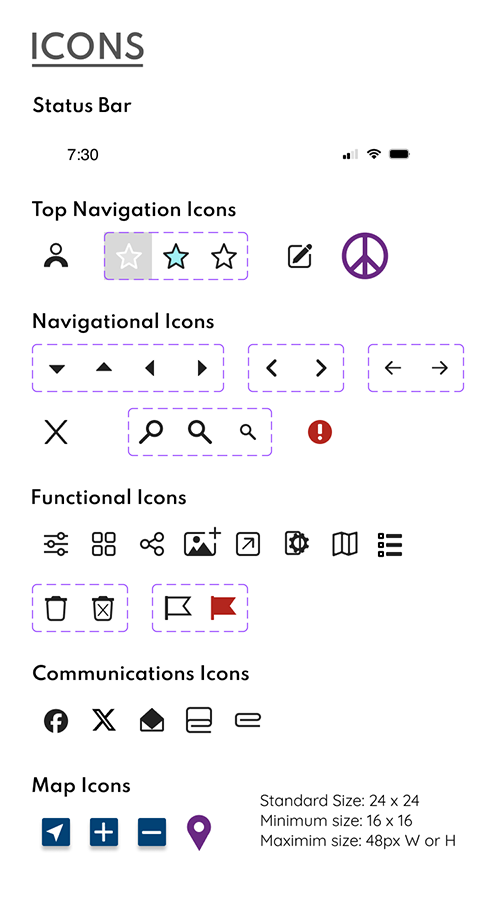 ICONS
Status Bar
7:30
Top Navigation Icons
Navigational Icons
Functional Icons
Communications Icons
Map Icons
Standard Size: 24 x 24
Minimum size: 16 x 16
Maximim size: 48px W or H